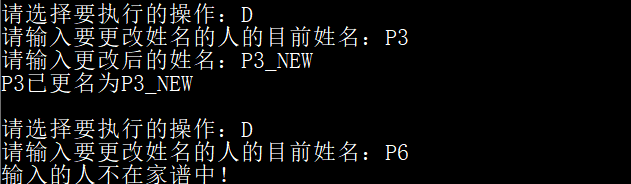 请选择要执行的操作：D
请输入要更改姓名的人的目前姓名：P3
请输入更改后的姓名：P3_NEW
P3已更名为P3_NEW
请选择要执行的操作：D
请输入要更改姓名的人的目前姓名：P6
输入的人不在家谱中！